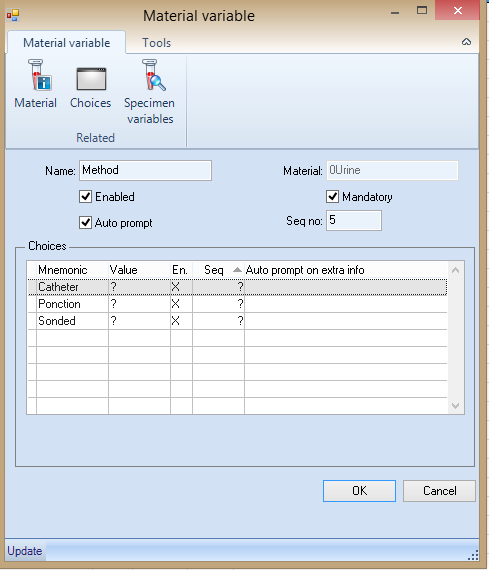 Material variable
Material variable Tools
Material Choices Specimen variables
Related
Name: Method Material: 0Urine
Enabled Mandatory
Auto prompt Seq no: 5
Choices
Mnemonic Value En. Seq Auto prompt on extra info
Catheter ? X ?
Ponction ? X ?
Sonded ? X ?
OK Cancel
Update